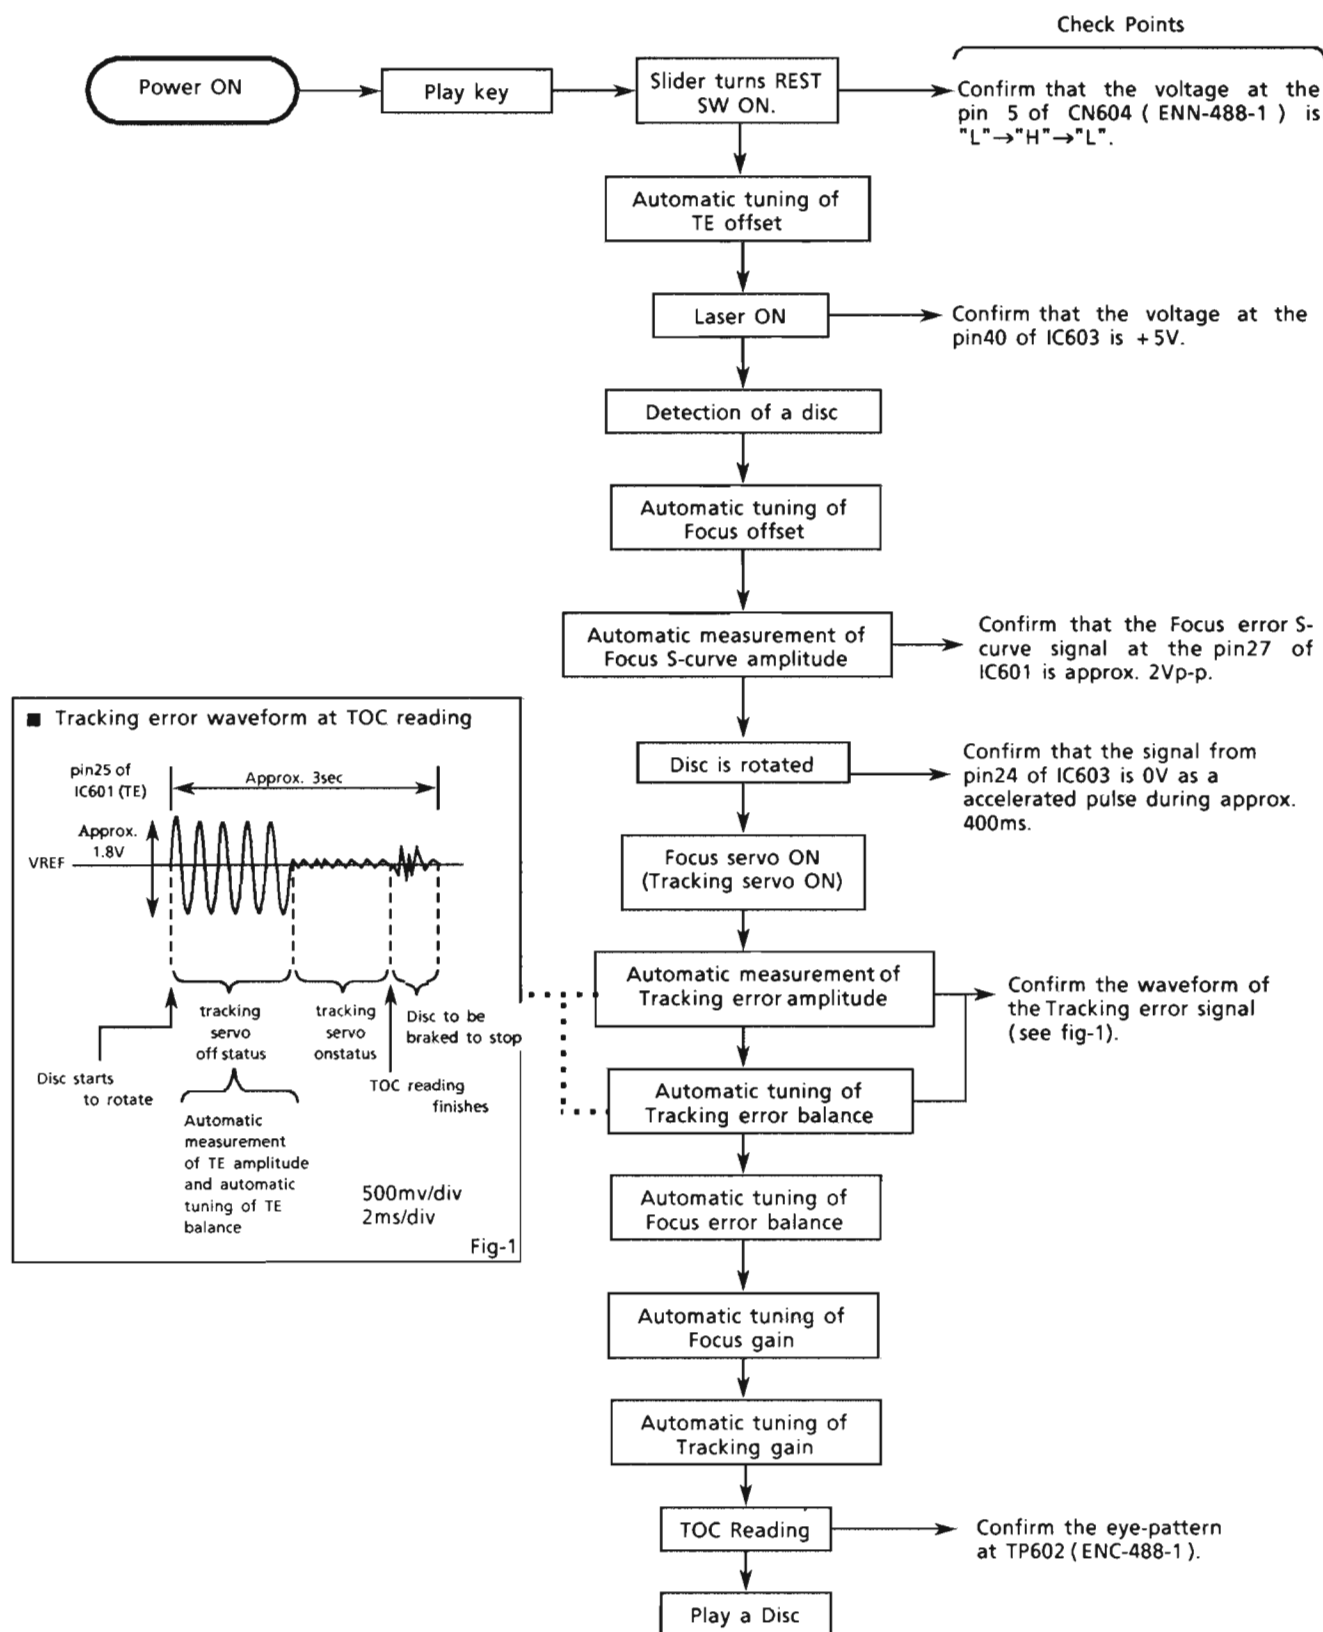 Check Points
Power ON
Play key
Slider turns REST
SW ON.
Confirm that the voltage at the
pin 5 of CN604 ( ENN-488-1 ) is
"L"→"H"→"L".
Automatic tuning of
TE offset
Laser ON
Confirm that the voltage at the
pin40 of IC603 is +5V.
Detection of a disc
Automatic tuning of
Focus offset
Automatic measurement of
Focus S-curve amplitude
Confirm that the Focus error S-
curve signal at the pin27 of
IC601 is approx. 2Vp-p.
Disc is rotated
Confirm that the signal from
pin24 of IC603 is 0V as a
accelerated pulse during approx.
400ms.
Focus servo ON
(Tracking servo ON)
Automatic measurement of
Tracking error amplitude
Confirm the waveform of
the Tracking error signal
(see fig-1).
Automatic tuning of
Tracking error balance
Automatic tuning of
Focus error balance
Automatic tuning of
Focus gain
Automatic tuning of
Tracking gain
TOC Reading
Confirm the eye-pattern
at TP602 (ENC-488-1).
Play a Disc
■ Tracking error waveform at TOC reading
pin25 of
IC601 (TE)
Approx. 3sec
Approx.
1.8V
VREF
tracking
servo
off status
tracking
servo
onstatus
Disc to be
braked to stop
Disc starts
to rotate
TOC reading
finishes
Automatic
measurement
of TE amplitude
and automatic
tuning of TE
balance
500mv/div
2ms/div
Fig-1